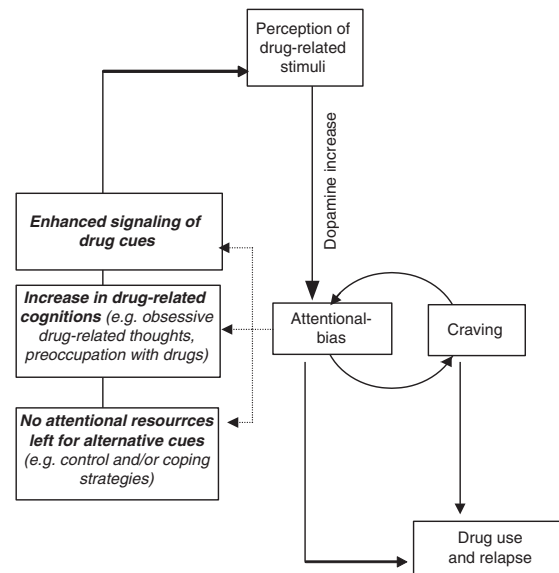 Perception of
drug-related
stimuli
Dopamine increase
Enhanced signaling of
drug cues
Increase in drug-related
cognitions (e.g. obsessive
drug-related thoughts,
preoccupation with drugs)
Attentional-
bias
Craving
No attentional resourrces
left for alternative cues
(e.g. control and/or coping
strategies)
Drug use
and relapse